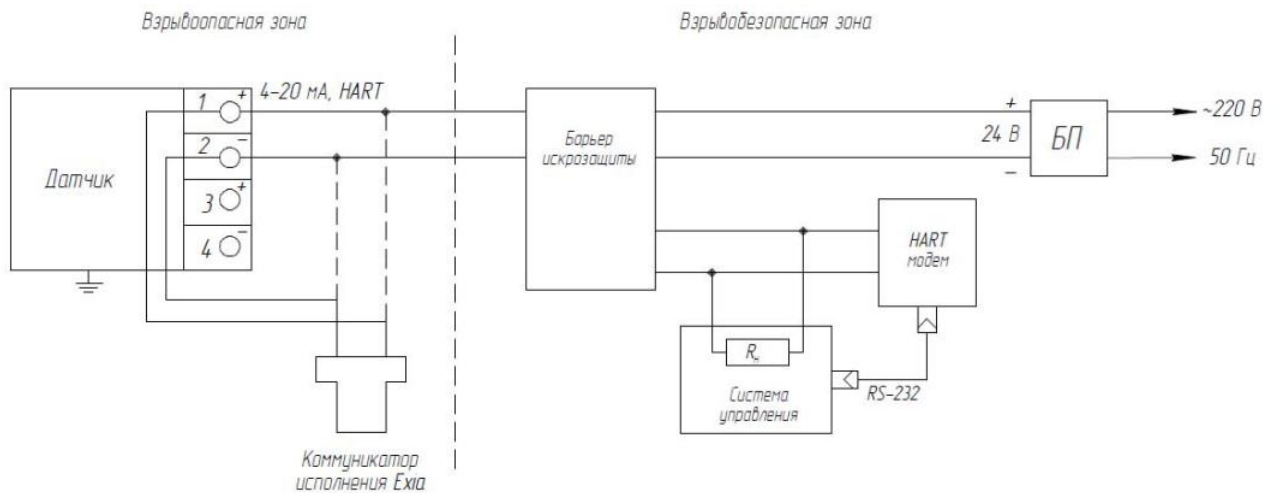 Взрывоопасная зона
Взрывобезопасная зона
Датчик
1 +
2 −
3 +
4 −
4-20 мА, HART
Барьер
искрозащиты
+
24 В
−
БП
~220 В
50 Гц
HART
модем
Rн
Система
управления
RS-232
Коммуникатор
исполнения Exia